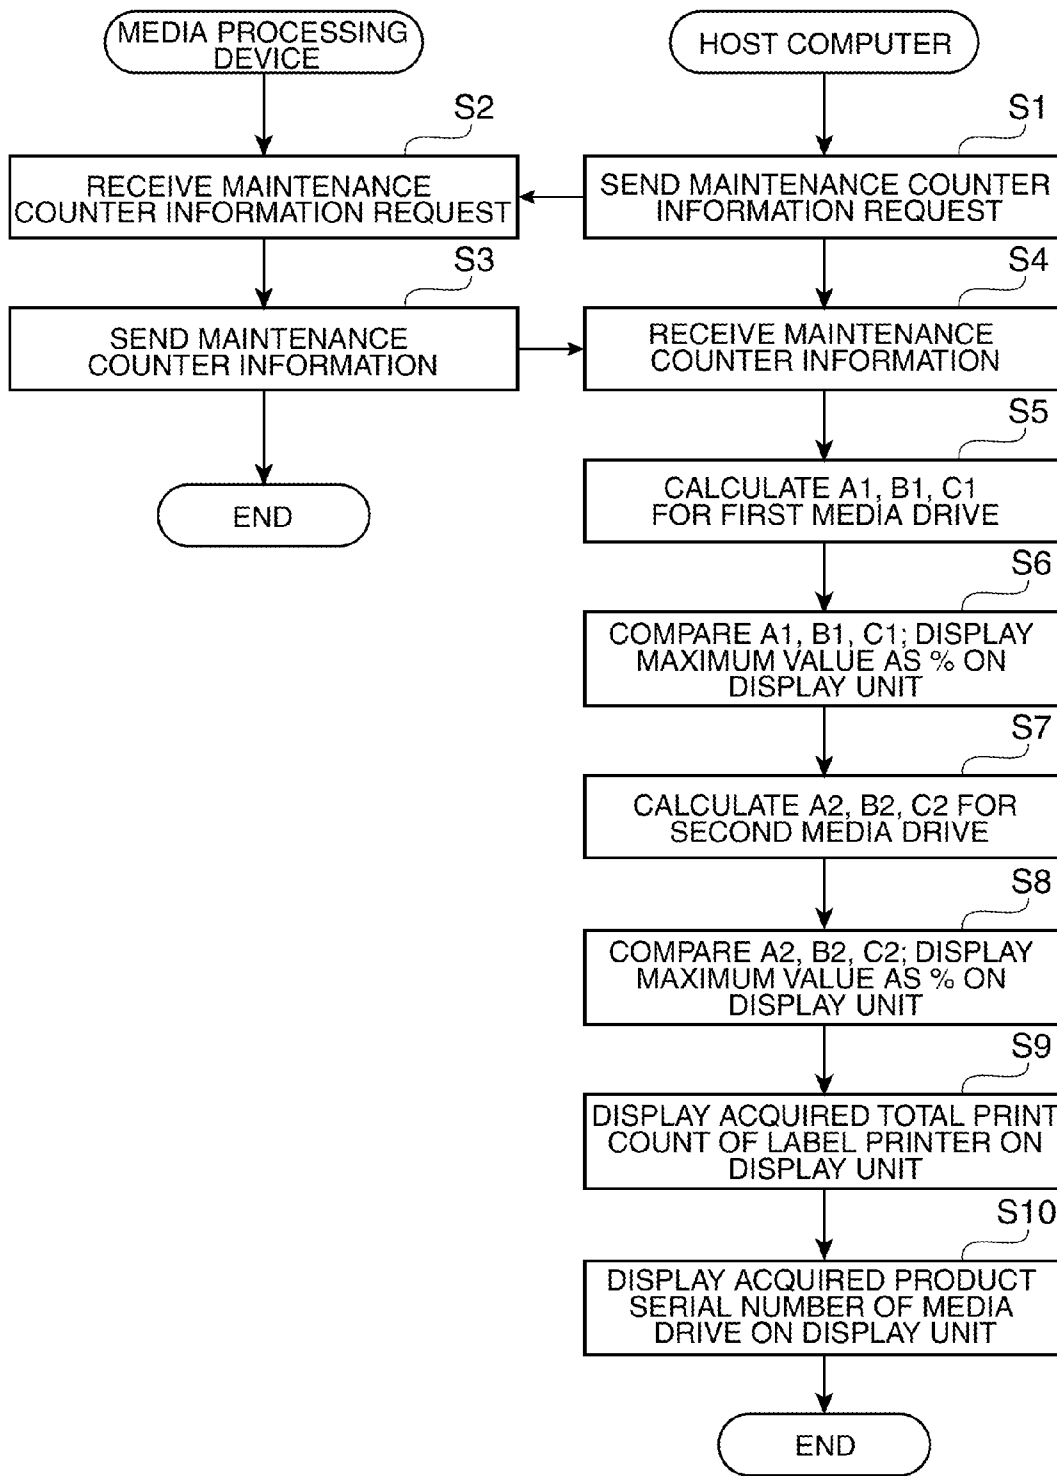 MEDIA PROCESSING
DEVICE
HOST COMPUTER
S2
S1
RECEIVE MAINTENANCE
COUNTER INFORMATION REQUEST
SEND MAINTENANCE COUNTER
INFORMATION REQUEST
S3
S4
SEND MAINTENANCE
COUNTER INFORMATION
RECEIVE MAINTENANCE
COUNTER INFORMATION
S5
CALCULATE A1, B1, C1
FOR FIRST MEDIA DRIVE
END
S6
COMPARE A1, B1, C1; DISPLAY
MAXIMUM VALUE AS % ON
DISPLAY UNIT
S7
CALCULATE A2, B2, C2 FOR
SECOND MEDIA DRIVE
S8
COMPARE A2, B2, C2; DISPLAY
MAXIMUM VALUE AS % ON
DISPLAY UNIT
S9
DISPLAY ACQUIRED TOTAL PRINT
COUNT OF LABEL PRINTER ON
DISPLAY UNIT
S10
DISPLAY ACQUIRED PRODUCT
SERIAL NUMBER OF MEDIA
DRIVE ON DISPLAY UNIT
END